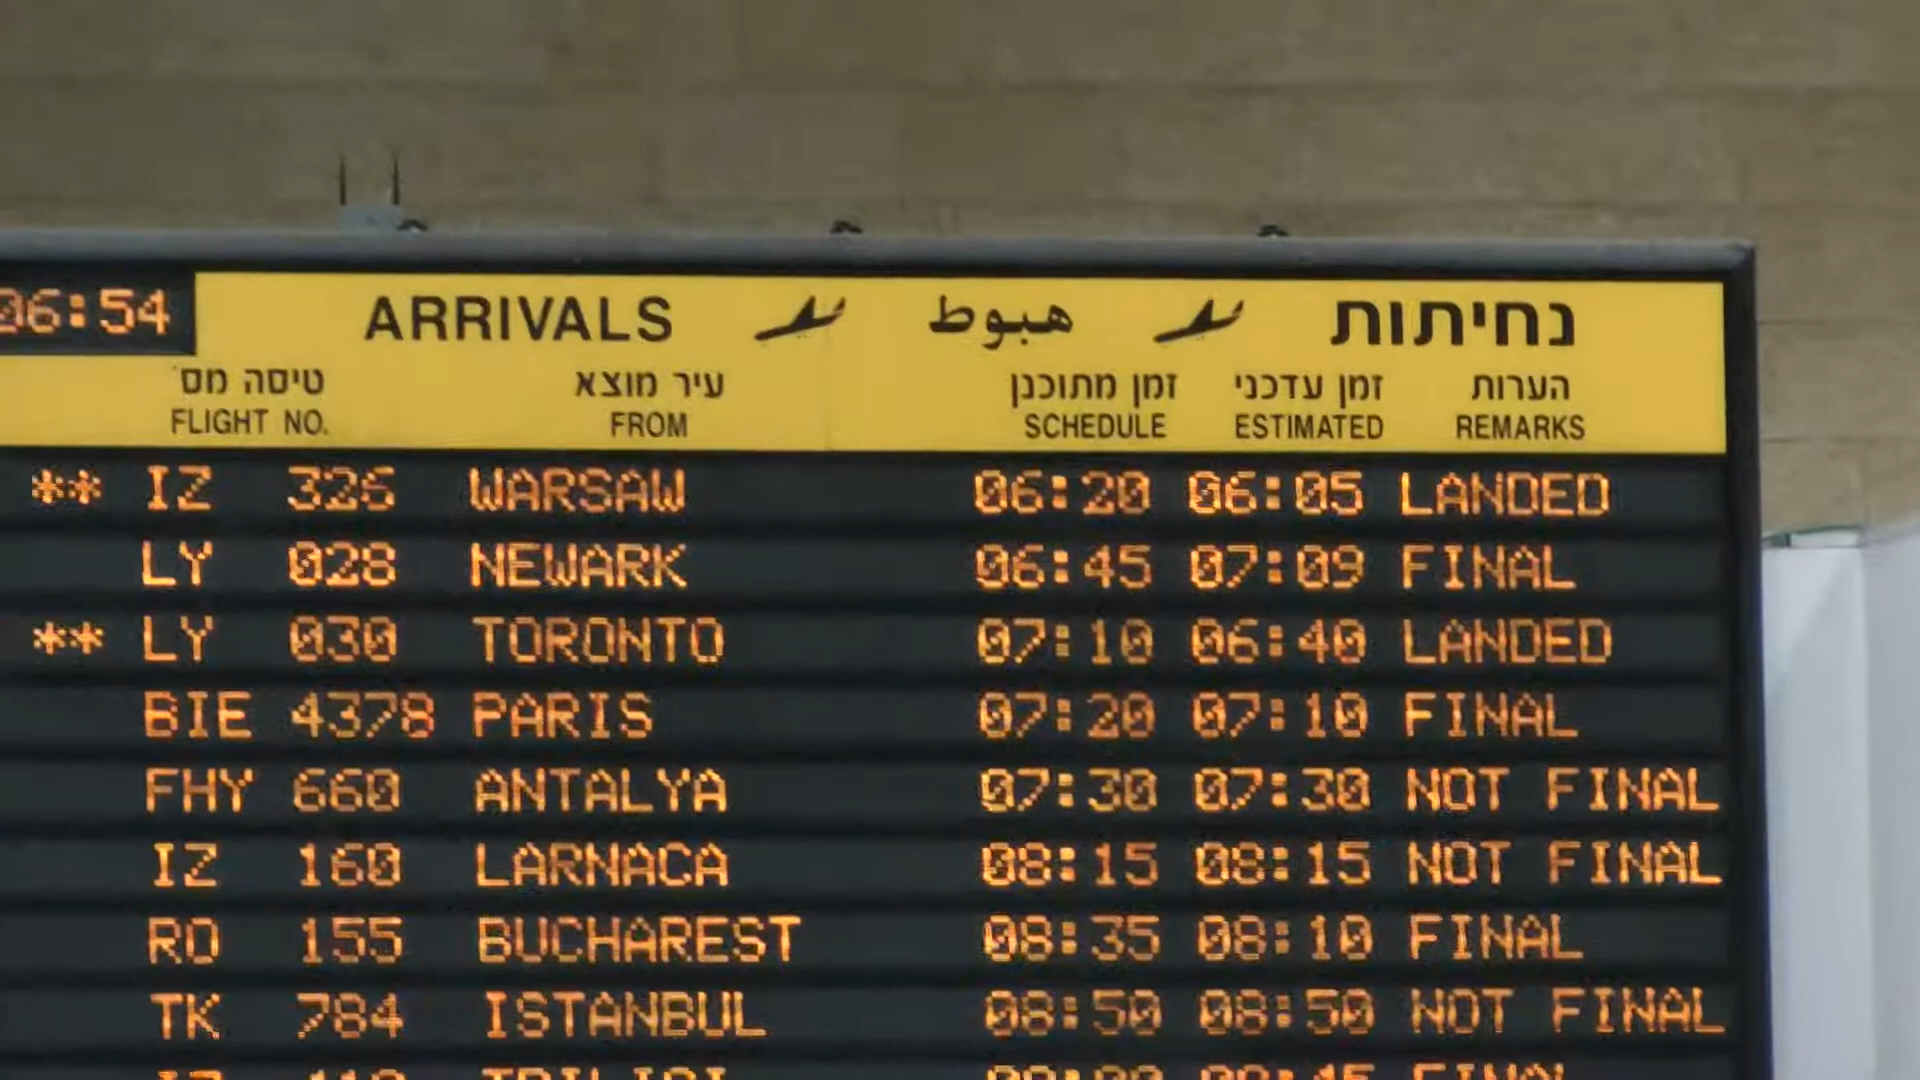 06:54 ARRIVALS هبوط נחיתות
טיסה מס' עיר מוצא זמן מתוכנן זמן עדכני הערות
FLIGHT NO. FROM SCHEDULE ESTIMATED REMARKS
** IZ 326 WARSAW 06:20 06:05 LANDED
LY 028 NEWARK 06:45 07:09 FINAL
** LY 030 TORONTO 07:10 06:40 LANDED
BIE 4378 PARIS 07:20 07:10 FINAL
FHY 660 ANTALYA 07:30 07:30 NOT FINAL
IZ 160 LARNACA 08:15 08:15 NOT FINAL
RO 155 BUCHAREST 08:35 08:10 FINAL
TK 784 ISTANBUL 08:50 08:50 NOT FINAL
TBILISI FINAL